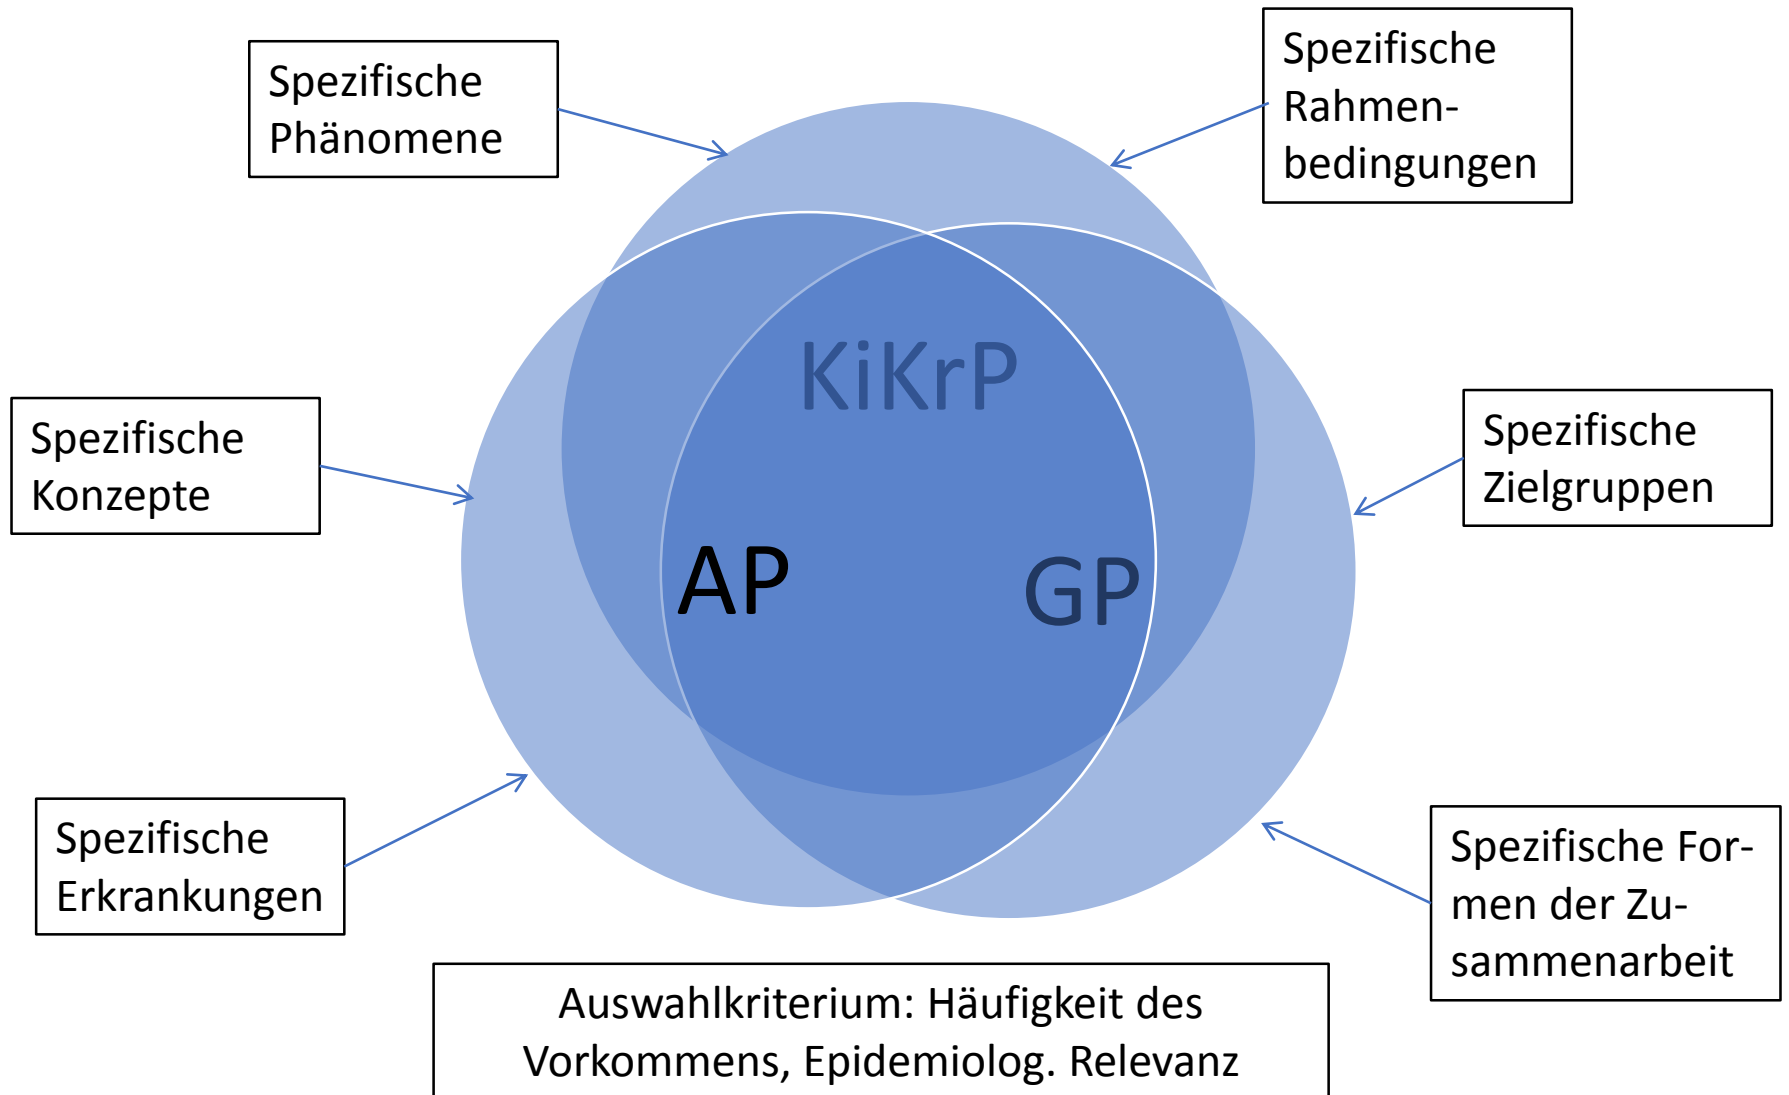 Spezifische
Phänomene
Spezifische
Rahmen-
bedingungen
KiKrP
Spezifische
Konzepte
Spezifische
Zielgruppen
AP
GP
Spezifische
Erkrankungen
Spezifische For-
men der Zu-
sammenarbeit
Auswahlkriterium: Häufigkeit des
Vorkommens, Epidemiolog. Relevanz